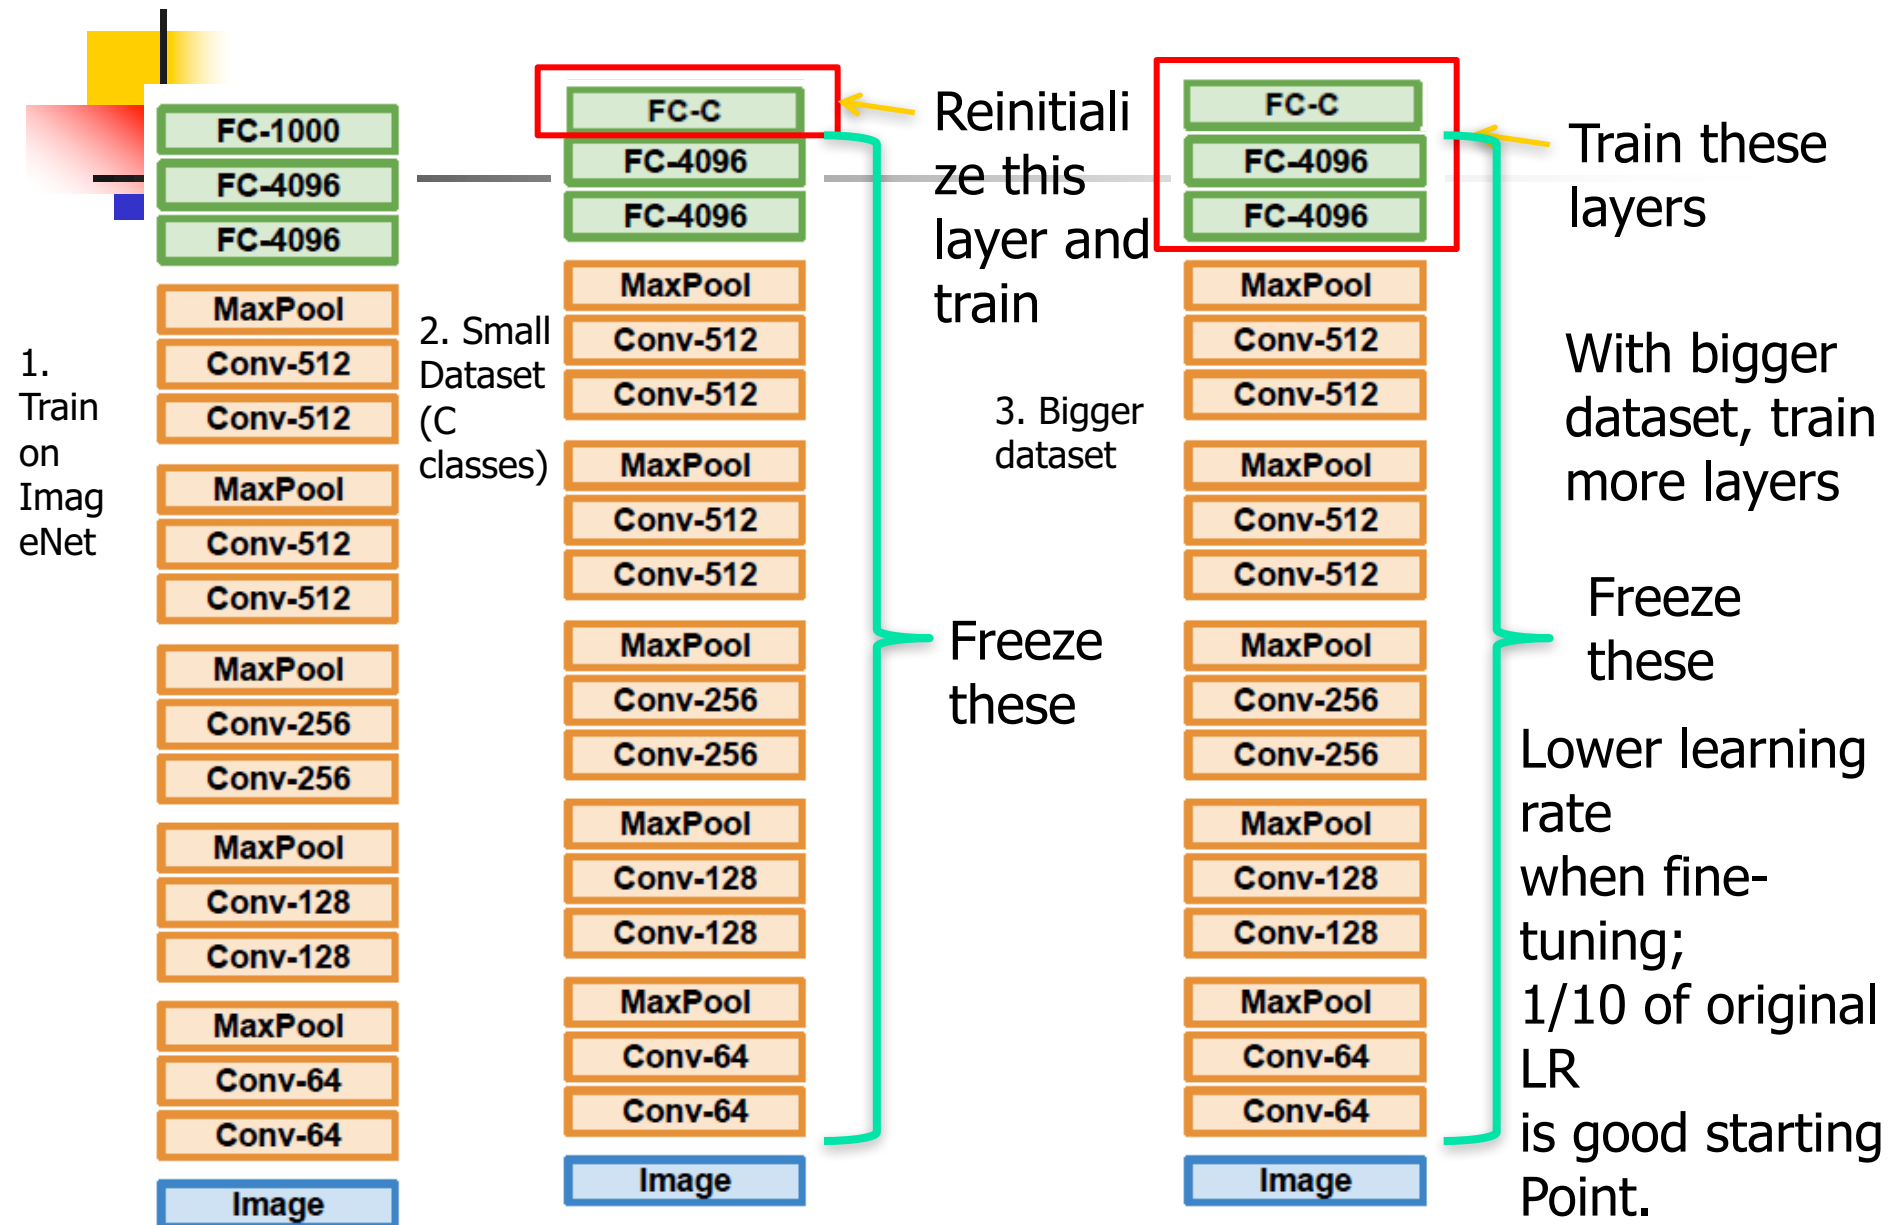 1.
Train
on
Imag
eNet
FC-1000
FC-4096
FC-4096
MaxPool
Conv-512
Conv-512
MaxPool
Conv-512
Conv-512
MaxPool
Conv-256
Conv-256
MaxPool
Conv-128
Conv-128
MaxPool
Conv-64
Conv-64
Image
2. Small
Dataset
(C
classes)
FC-C
FC-4096
FC-4096
MaxPool
Conv-512
Conv-512
MaxPool
Conv-512
Conv-512
MaxPool
Conv-256
Conv-256
MaxPool
Conv-128
Conv-128
MaxPool
Conv-64
Conv-64
Image
Reinitiali
ze this
layer and
train
Freeze
these
3. Bigger
dataset
FC-C
FC-4096
FC-4096
MaxPool
Conv-512
Conv-512
MaxPool
Conv-512
Conv-512
MaxPool
Conv-256
Conv-256
MaxPool
Conv-128
Conv-128
MaxPool
Conv-64
Conv-64
Image
Train these
layers
With bigger
dataset, train
more layers
Freeze
these
Lower learning
rate
when fine-
tuning;
1/10 of original
LR
is good starting
Point.